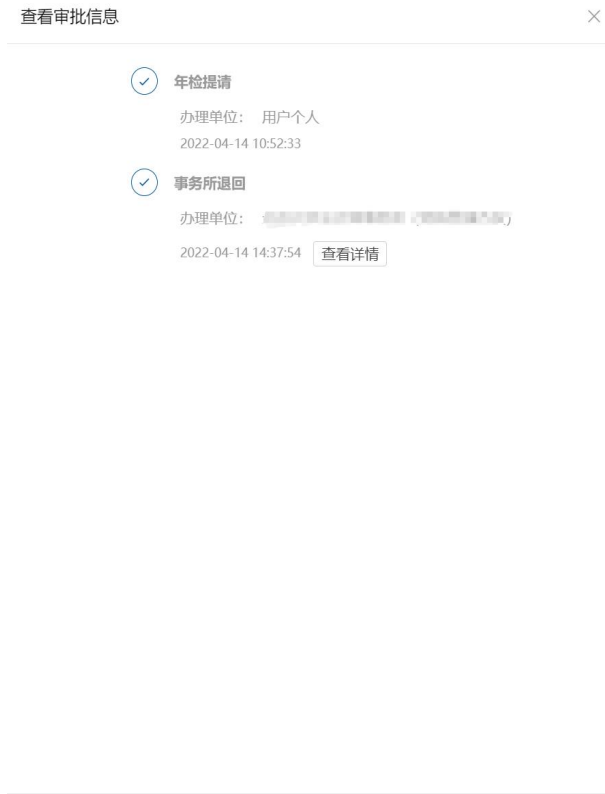 查看审批信息
年检提请
办理单位： 用户个人
2022-04-14 10:52:33
事务所退回
办理单位：
2022-04-14 14:37:54 查看详情